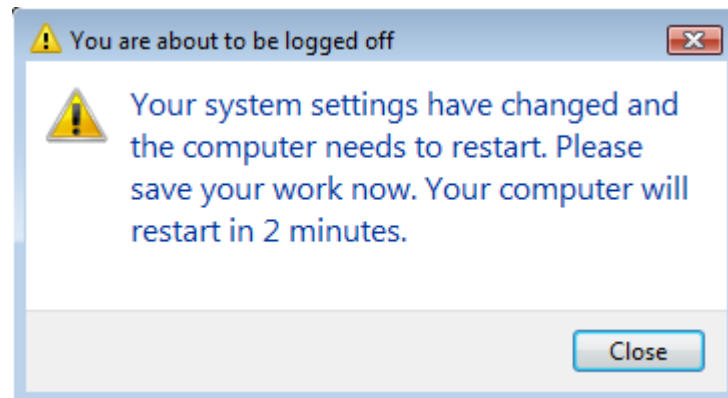 You are about to be logged off
Your system settings have changed and
the computer needs to restart. Please
save your work now. Your computer will
restart in 2 minutes.
Close